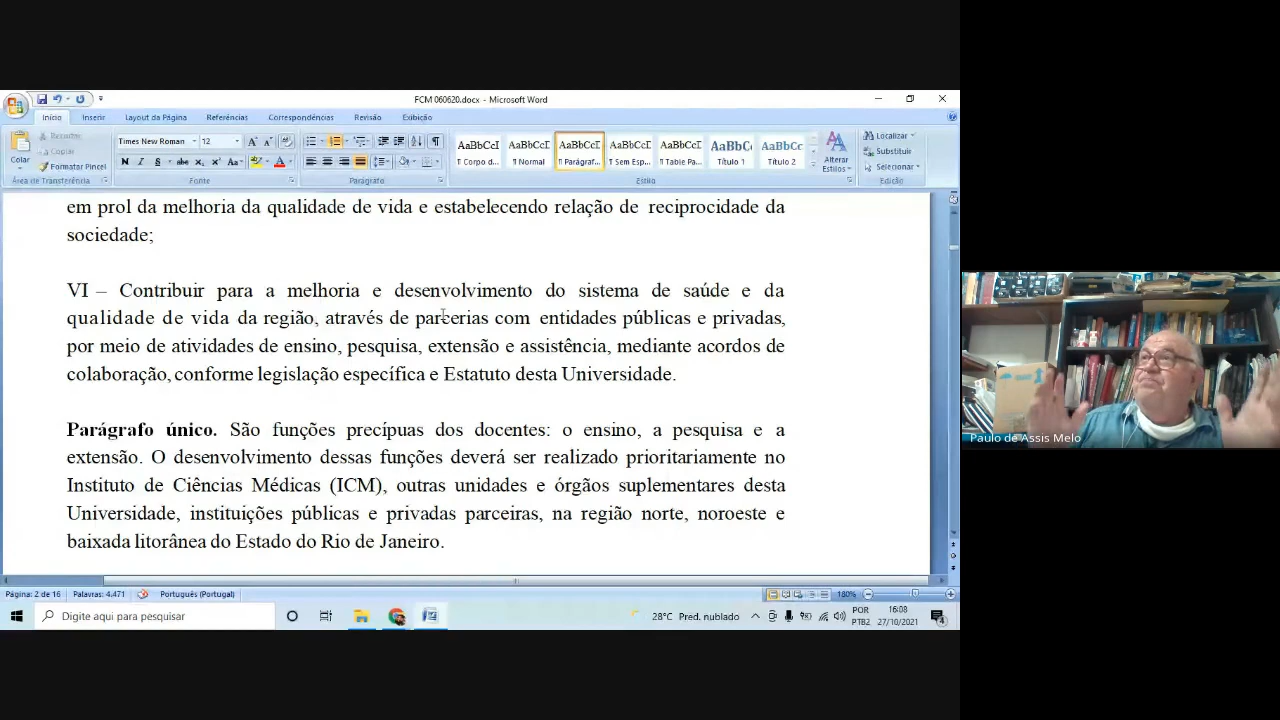 FCM 060620.docx - Microsoft Word
Início Inserir Layout da Página Referências Correspondências Revisão Exibição
Colar
Recortar
Copiar
Formatar Pincel
Área de Transferência
Times New Roman 12
Fonte
Parágrafo
AaBbCcI AaBbCcI AaBbCcI AaBbCcI AaBbCcI AaBbC AaBbCc
¶ Corpo d... ¶ Normal ¶ Parágraf... ¶ Sem Esp... ¶ Table Pa... Título 1 Título 2
Alterar
Estilos
Estilo
Localizar
Substituir
Selecionar
Edição
em prol da melhoria da qualidade de vida e estabelecendo relação de reciprocidade da
sociedade;
VI – Contribuir para a melhoria e desenvolvimento do sistema de saúde e da
qualidade de vida da região, através de parcerias com entidades públicas e privadas,
por meio de atividades de ensino, pesquisa, extensão e assistência, mediante acordos de
colaboração, conforme legislação específica e Estatuto desta Universidade.
Parágrafo único. São funções precípuas dos docentes: o ensino, a pesquisa e a
extensão. O desenvolvimento dessas funções deverá ser realizado prioritariamente no
Instituto de Ciências Médicas (ICM), outras unidades e órgãos suplementares desta
Universidade, instituições públicas e privadas parceiras, na região norte, noroeste e
baixada litorânea do Estado do Rio de Janeiro.
Página: 2 de 16 Palavras: 4.471 Português (Portugal) 180%
Digite aqui para pesquisar
28°C Pred. nublado
POR
PTB2
16:08
27/10/2021
4
Paulo de Assis Melo